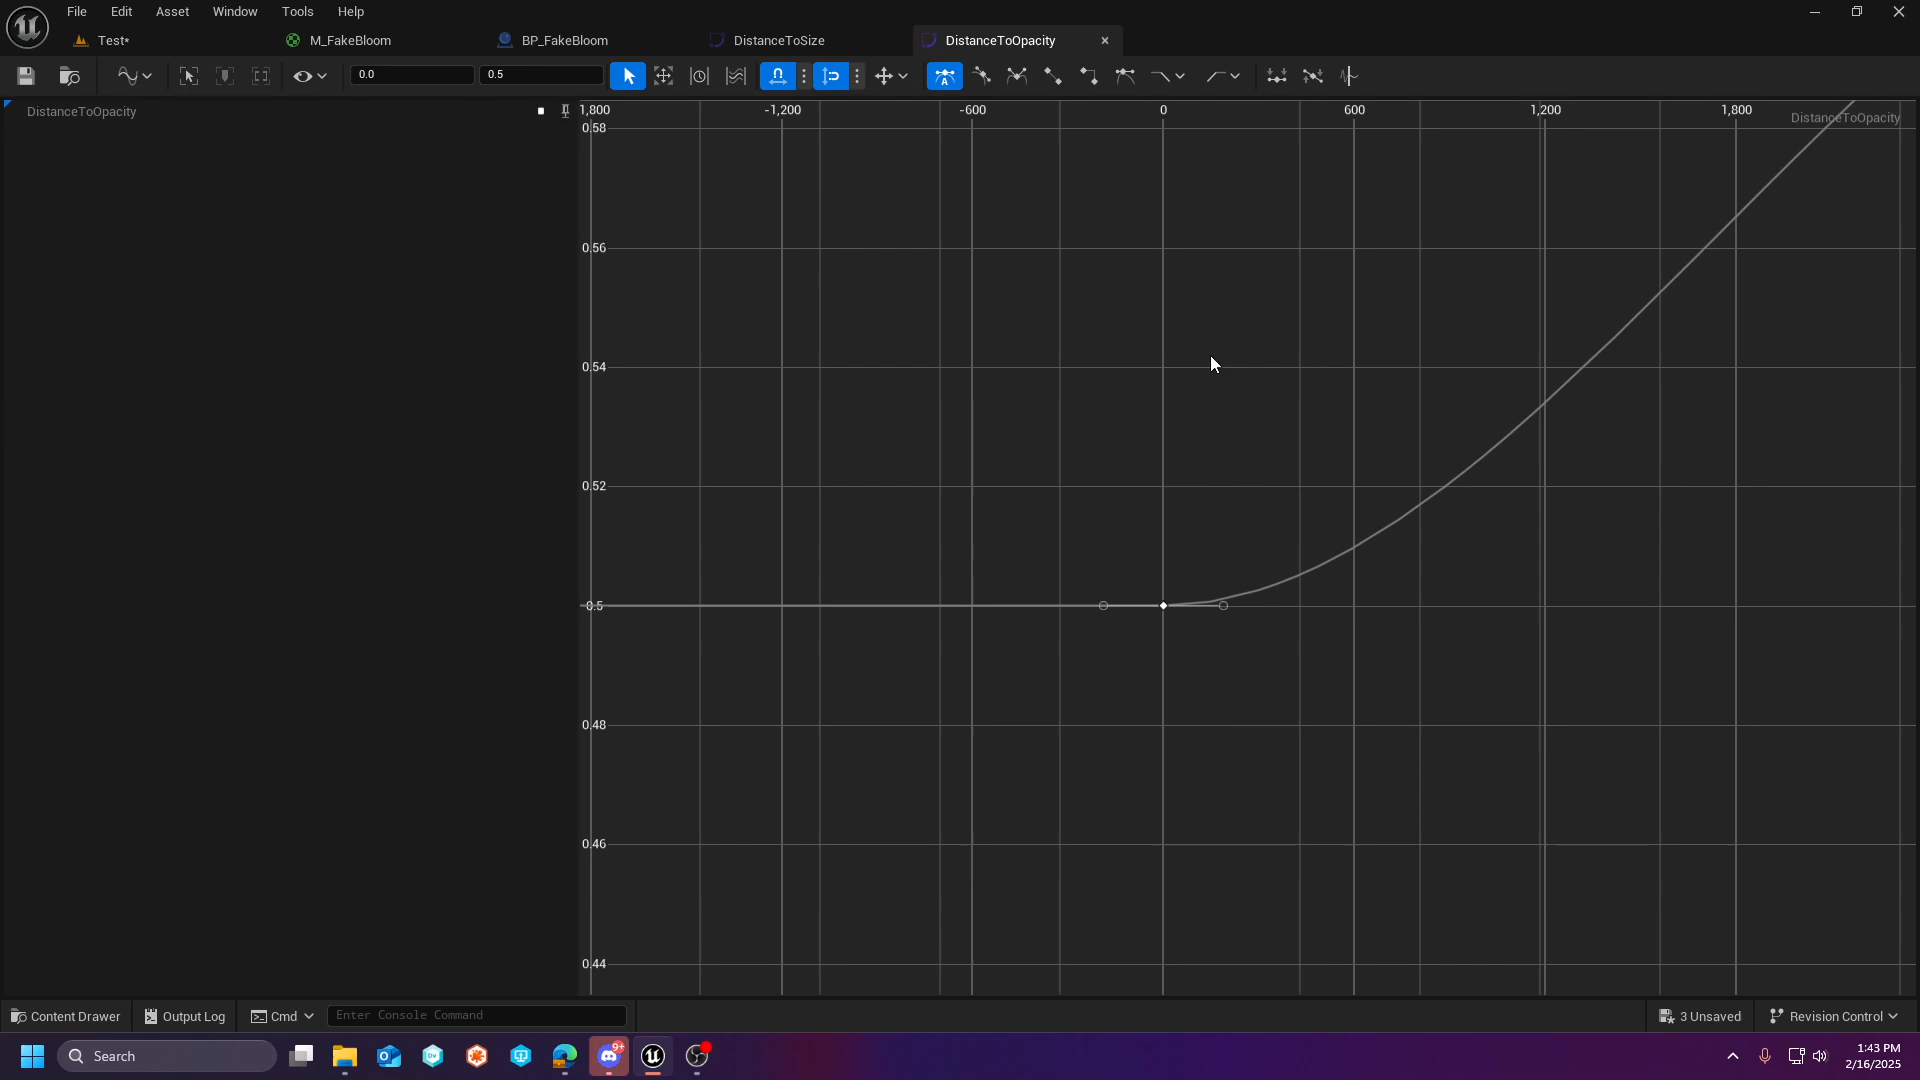 File Edit Asset Window Tools Help
Test* M_FakeBloom BP_FakeBloom DistanceToSize DistanceToOpacity ×
0.0 0.5
DistanceToOpacity
1,800 -1,200 -600 0 600 1,200 1,800
DistanceToOpacity
0.58
0.56
0.54
0.52
0.5
0.48
0.46
0.44
Content Drawer Output Log Cmd Enter Console Command 3 Unsaved Revision Control
Search 9+ 1:43 PM
2/16/2025